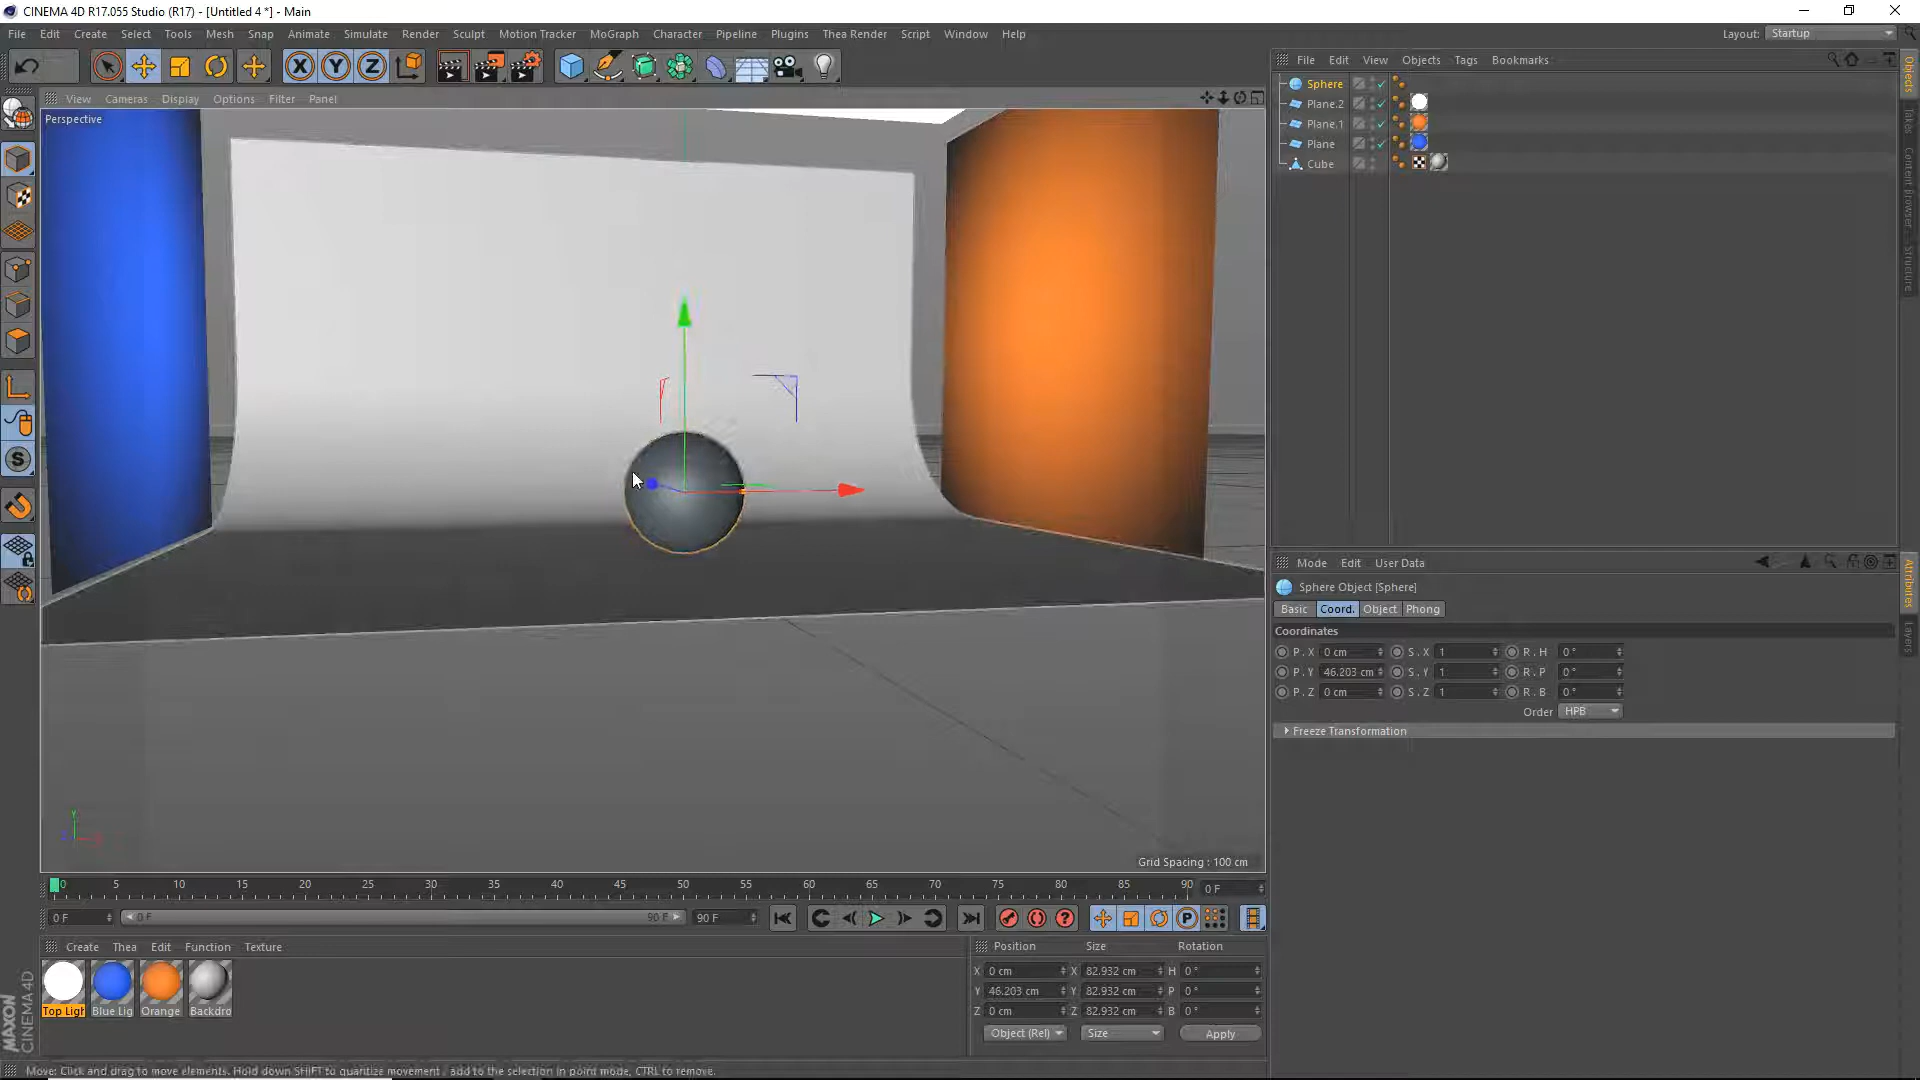 CINEMA 4D R17.055 Studio (R17) - [Untitled 4 *] - Main
File Edit Create Select Tools Mesh Snap Animate Simulate Render Sculpt Motion Tracker MoGraph Character Pipeline Plugins Thea Render Script Window Help
Layout: Startup
X Y Z
View Cameras Display Options Filter Panel
Perspective
File Edit View Objects Tags Bookmarks
Sphere
Plane.2
Plane.1
Plane
Cube
Objects
Takes
Content Browser
Structure
Mode Edit User Data
Sphere Object [Sphere]
Basic Coord. Object Phong
Coordinates
P . X 0 cm S . X 1 R . H 0 °
P . Y 46.203 cm S . Y 1 R . P 0 °
P . Z 0 cm S . Z 1 R . B 0 °
Order HPB
Freeze Transformation
Attributes
Layers
Y
Grid Spacing : 100 cm
0 5 10 15 20 25 30 35 40 45 50 55 60 65 70 75 80 85 90 0 F
0 F 0 F 90 F 90 F
Create Thea Edit Function Texture
Top Ligh Blue Lig Orange Backdro
Position Size Rotation
X 0 cm X 82.932 cm H 0 °
Y 46.203 cm Y 82.932 cm P 0 °
Z 0 cm Z 82.932 cm B 0 °
Object (Rel) Size Apply
MAXON
CINEMA 4D
Move: Click and drag to move elements. Hold down SHIFT to quantize movement / add to the selection in point mode, CTRL to remove.